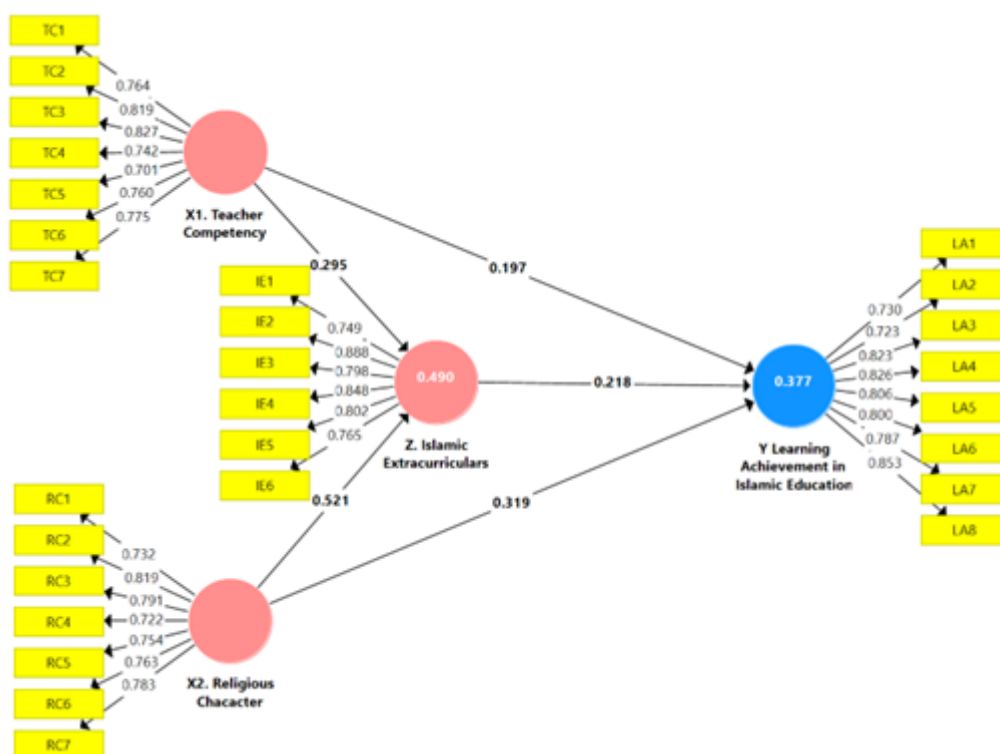 TC1
TC2
TC3
TC4
TC5
TC6
TC7
0.764
0.819
0.827
0.742
0.701
0.760
0.775
X1. Teacher
Competency
0.295
0.197
IE1
IE2
IE3
IE4
IE5
IE6
0.749
0.888
0.798
0.848
0.802
0.765
0.490
Z. Islamic
Extracurriculars
0.218
0.521
0.319
RC1
RC2
RC3
RC4
RC5
RC6
RC7
0.732
0.819
0.791
0.722
0.754
0.763
0.783
X2. Religious
Chacacter
0.377
Y Learning
Achievement in
Islamic Education
0.730
0.723
0.823
0.826
0.806
0.800
0.787
0.853
LA1
LA2
LA3
LA4
LA5
LA6
LA7
LA8